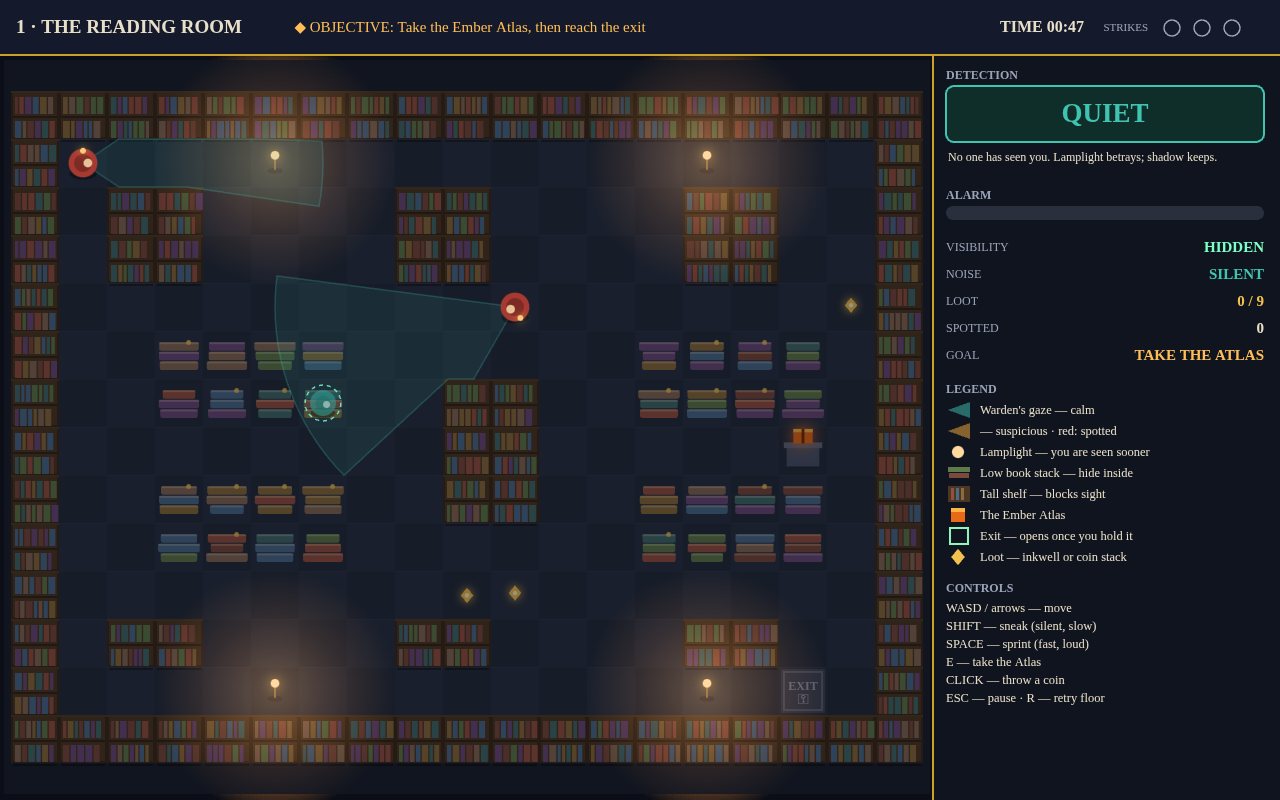 1 · THE READING ROOM
◆ OBJECTIVE: Take the Ember Atlas, then reach the exit
TIME 00:47
STRIKES
DETECTION
QUIET
No one has seen you. Lamplight betrays; shadow keeps.
ALARM
VISIBILITY HIDDEN
NOISE SILENT
LOOT 0 / 9
SPOTTED 0
GOAL TAKE THE ATLAS
LEGEND
Warden's gaze — calm
— suspicious · red: spotted
Lamplight — you are seen sooner
Low book stack — hide inside
Tall shelf — blocks sight
The Ember Atlas
Exit — opens once you hold it
Loot — inkwell or coin stack
CONTROLS
WASD / arrows — move
SHIFT — sneak (silent, slow)
SPACE — sprint (fast, loud)
E — take the Atlas
CLICK — throw a coin
ESC — pause · R — retry floor
EXIT